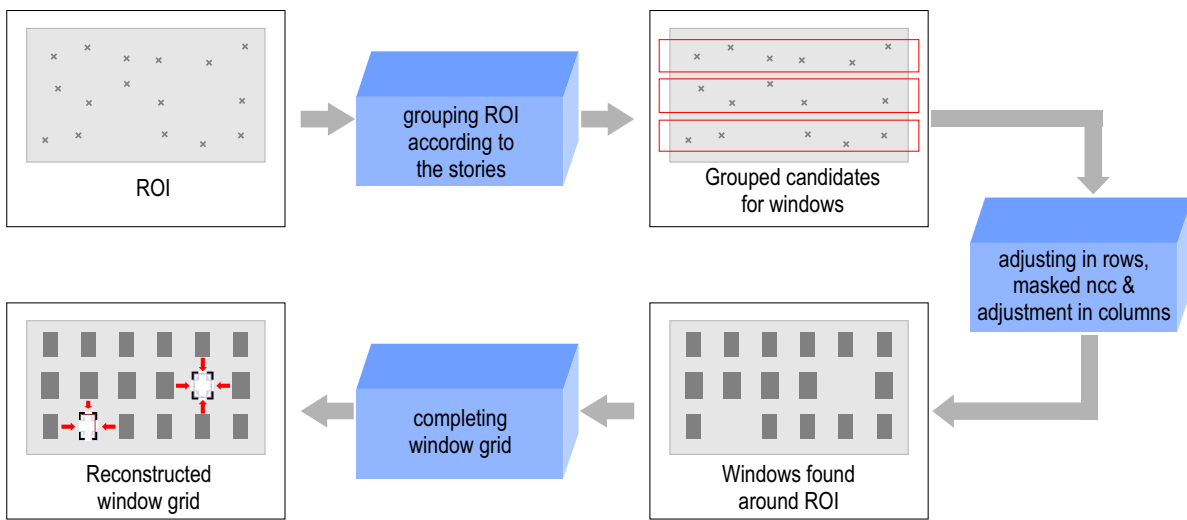 ROI
grouping ROI
according to
the stories
Grouped candidates
for windows
adjusting in rows,
masked ncc &
adjustment in columns
Windows found
around ROI
completing
window grid
Reconstructed
window grid